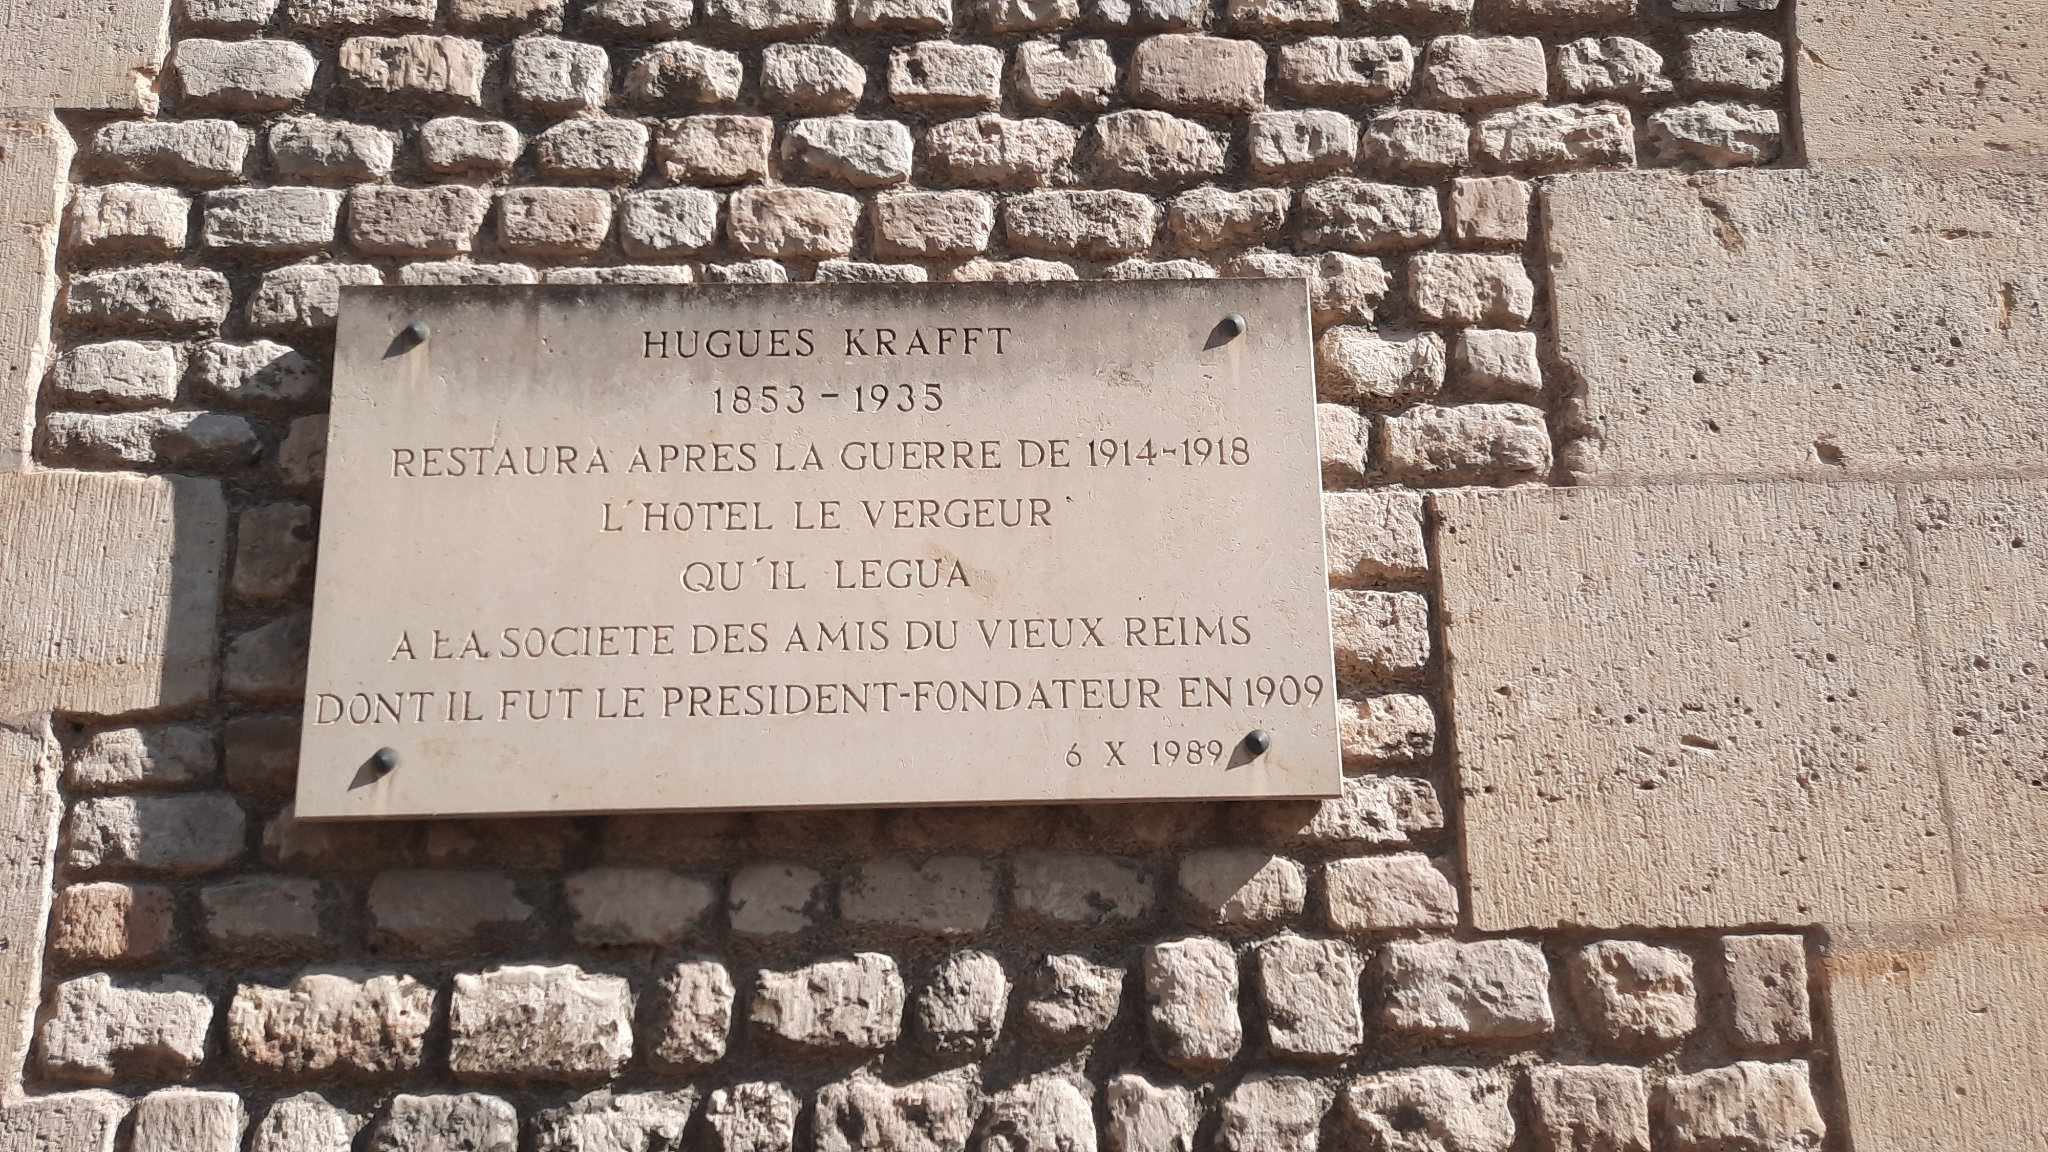 HUGUES KRAFFT
1853-1935
RESTAURA APRES LA GUERRE DE 1914-1918
L'HOTEL LE VERGEUR
QU'IL LEGUA
A LA SOCIETE DES AMIS DU VIEUX REIMS
DONT IL FUT LE PRESIDENT-FONDATEUR EN 1909
6 X 1989